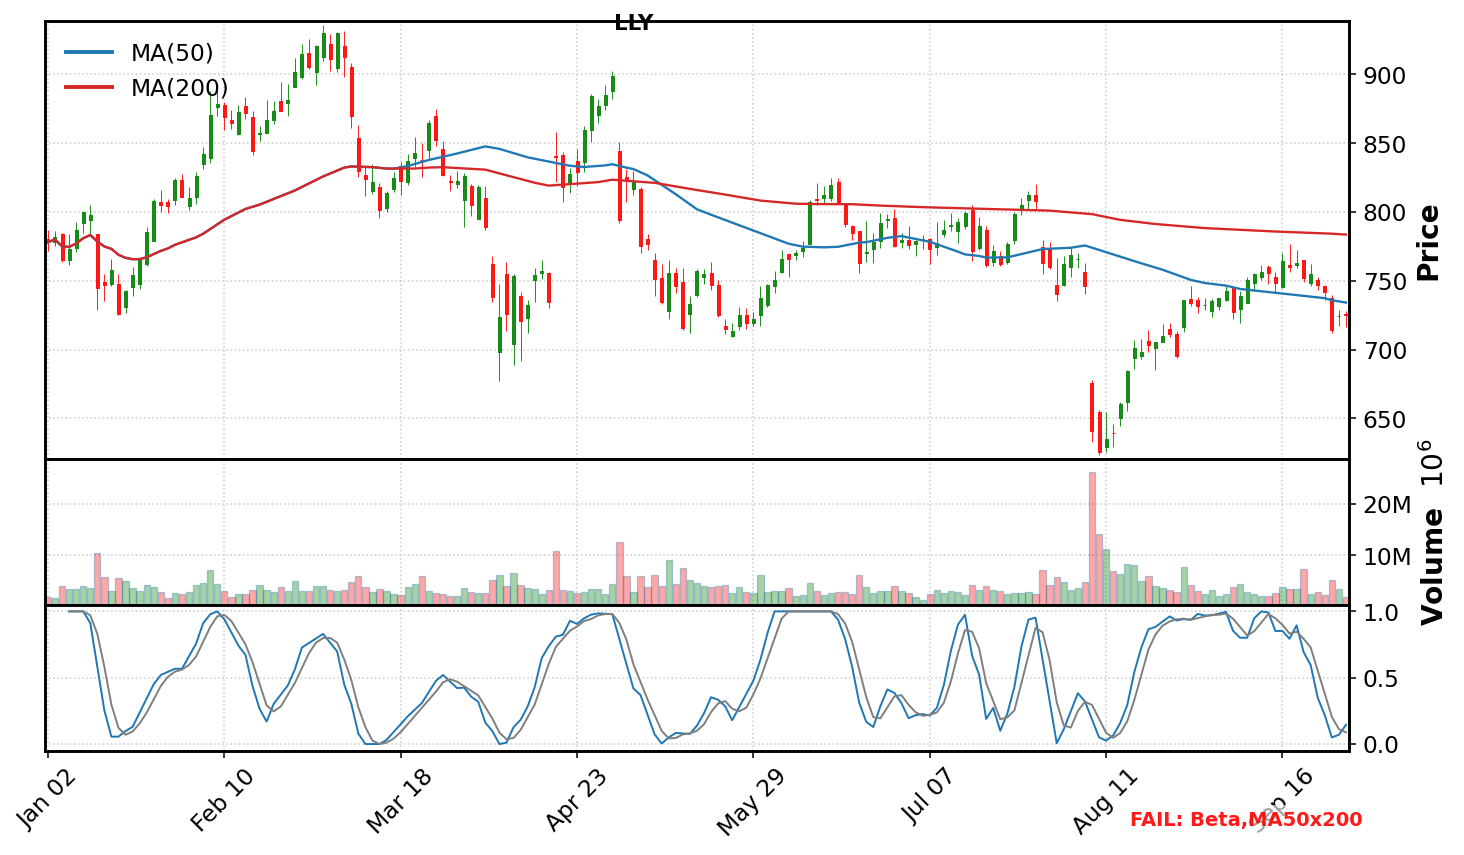 LLY
MA(50)
MA(200)
900
850
800
750
700
650
Price
20M
10M
Volume 10⁶
1.0
0.5
0.0
Jan 02
Feb 10
Mar 18
Apr 23
May 29
Jul 07
Aug 11
Sep 16
FAIL: Beta,MA50x200